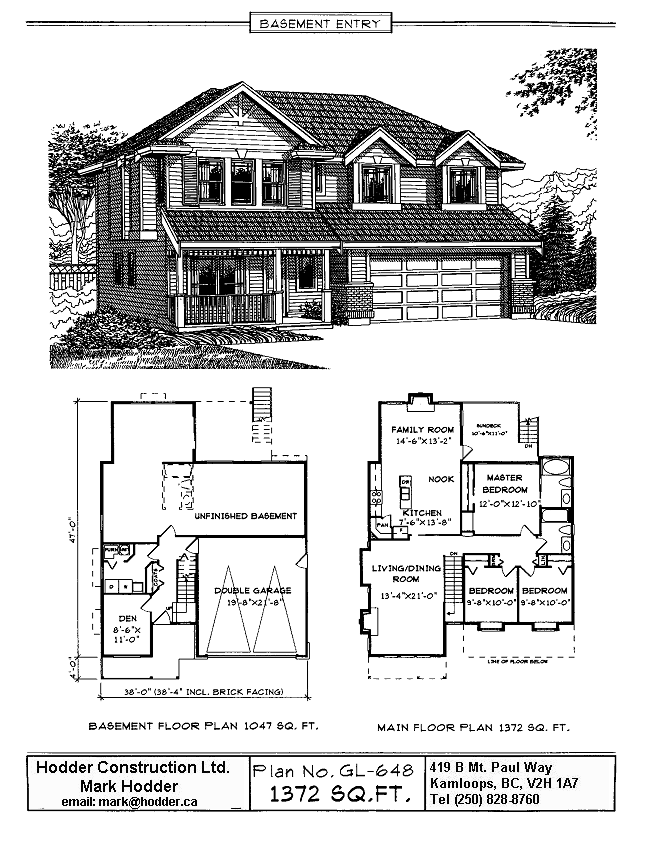 BASEMENT ENTRY
FAMILY ROOM
14'-6"X13'-2"
SUNDECK
10'-6"X11'-0"
DN
NOOK
MASTER
BEDROOM
12'-0"X12'-10"
DW
KITCHEN
7'-6"X13'-8"
PAN
F
LIVING/DINING
ROOM
13'-4"X21'-0"
DN
LIN
LIN
BEDROOM
9'-8"X10'-0"
BEDROOM
9'-8"X10'-0"
LINE OF FLOOR BELOW
UNFINISHED BASEMENT
47'-0"
FURN
HW
D
W
COATS
UP
DEN
8'-6"X
11'-0"
DOUBLE GARAGE
19'-8"X21'-8"
4'-0"
38'-0" (38'-4" INCL. BRICK FACING)
BASEMENT FLOOR PLAN 1047 SQ. FT.
MAIN FLOOR PLAN 1372 SQ. FT.
Hodder Construction Ltd.
Mark Hodder
email: mark@hodder.ca
Plan No. GL-648
1372 SQ.FT.
419 B Mt. Paul Way
Kamloops, BC, V2H 1A7
Tel (250) 828-8760